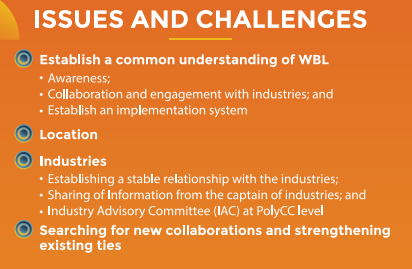 ISSUES AND CHALLENGES
Establish a common understanding of WBL
• Awareness;
• Collaboration and engagement with industries; and
• Establish an implementation system
Location
Industries
• Establishing a stable relationship with the industries;
• Sharing of Information from the captain of industries; and
• Industry Advisory Committee (IAC) at PolyCC level
Searching for new collaborations and strengthening
existing ties